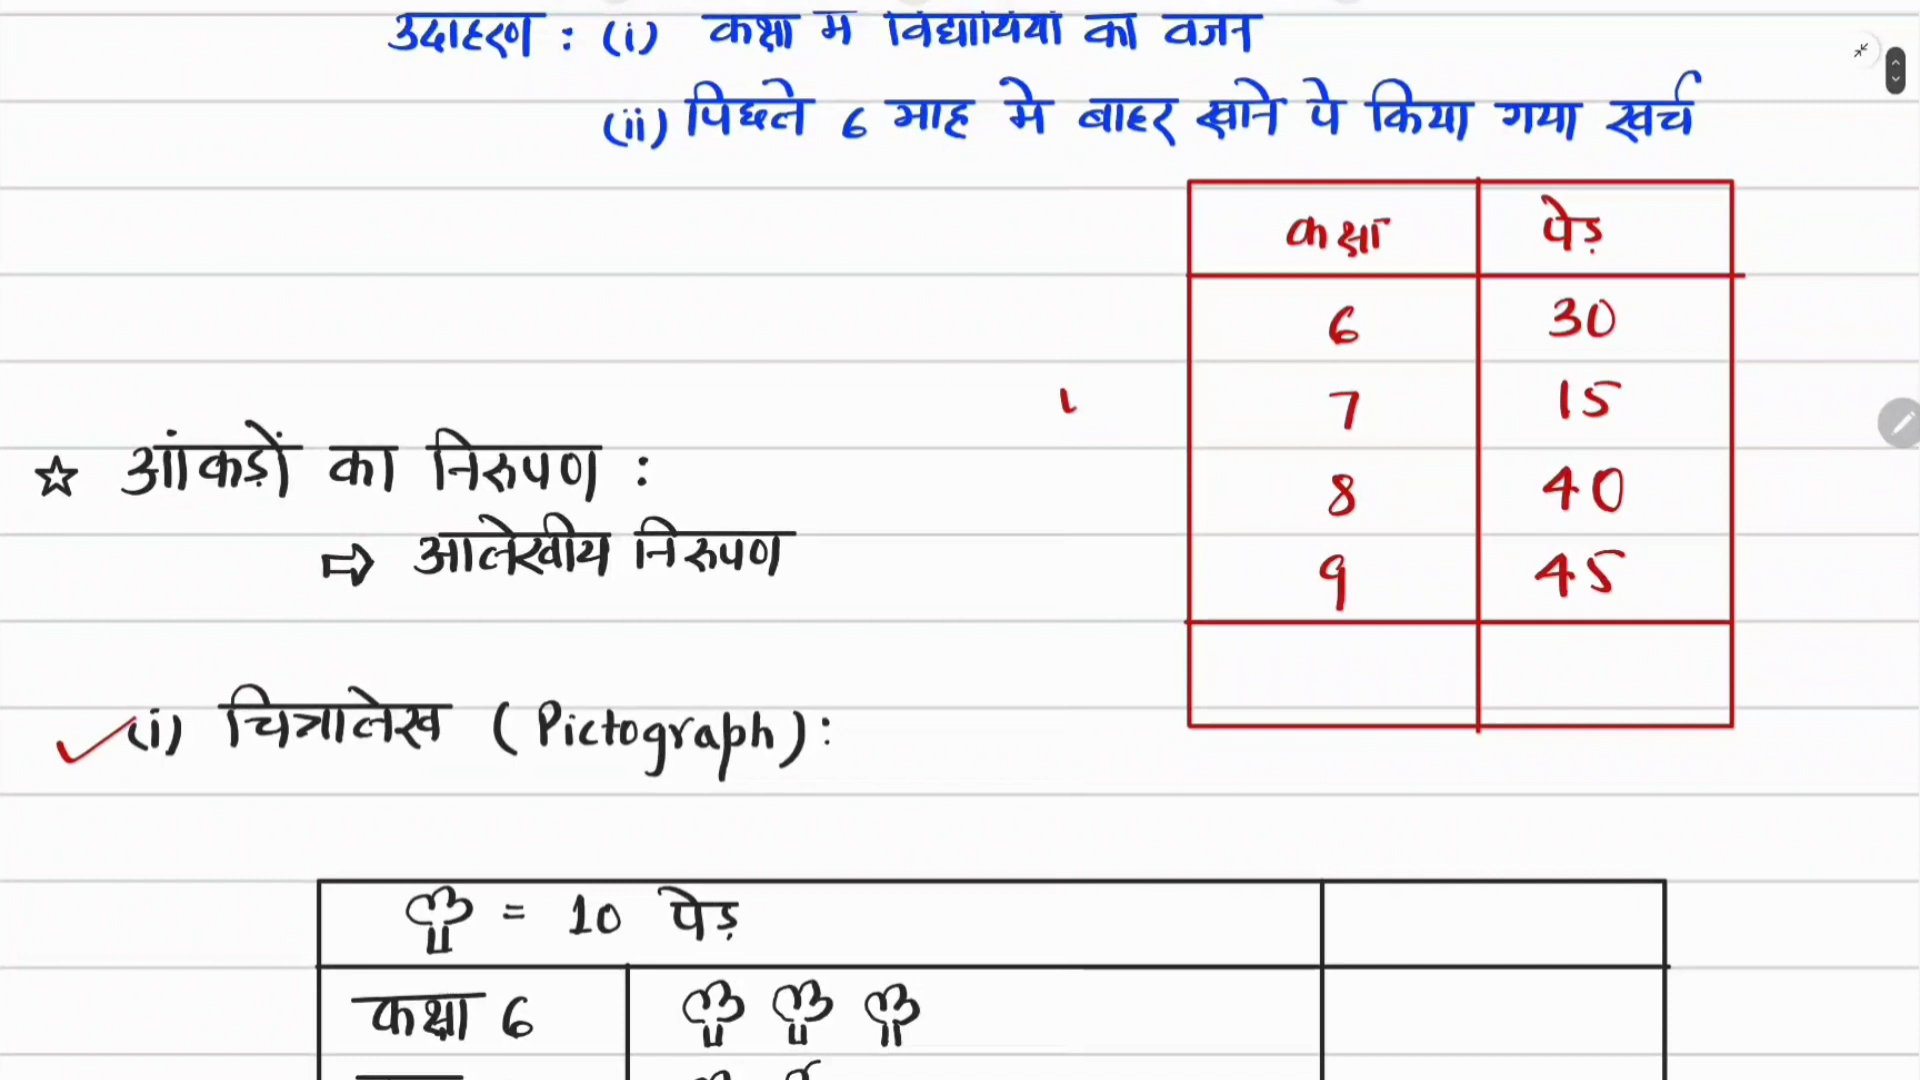 उदाहरण : (i) कक्षा में विद्यार्थियों का वजन
(ii) पिछले 6 माह मे बाहर खाने पे किया गया खर्च
कक्षा पेड़
6 30
7 15
8 40
9 45
☆ आंकड़ों का निरुपण :
⇨ आलेखीय निरुपण
(i) चित्रालेख (Pictograph):
= 10 पेड़
कक्षा 6